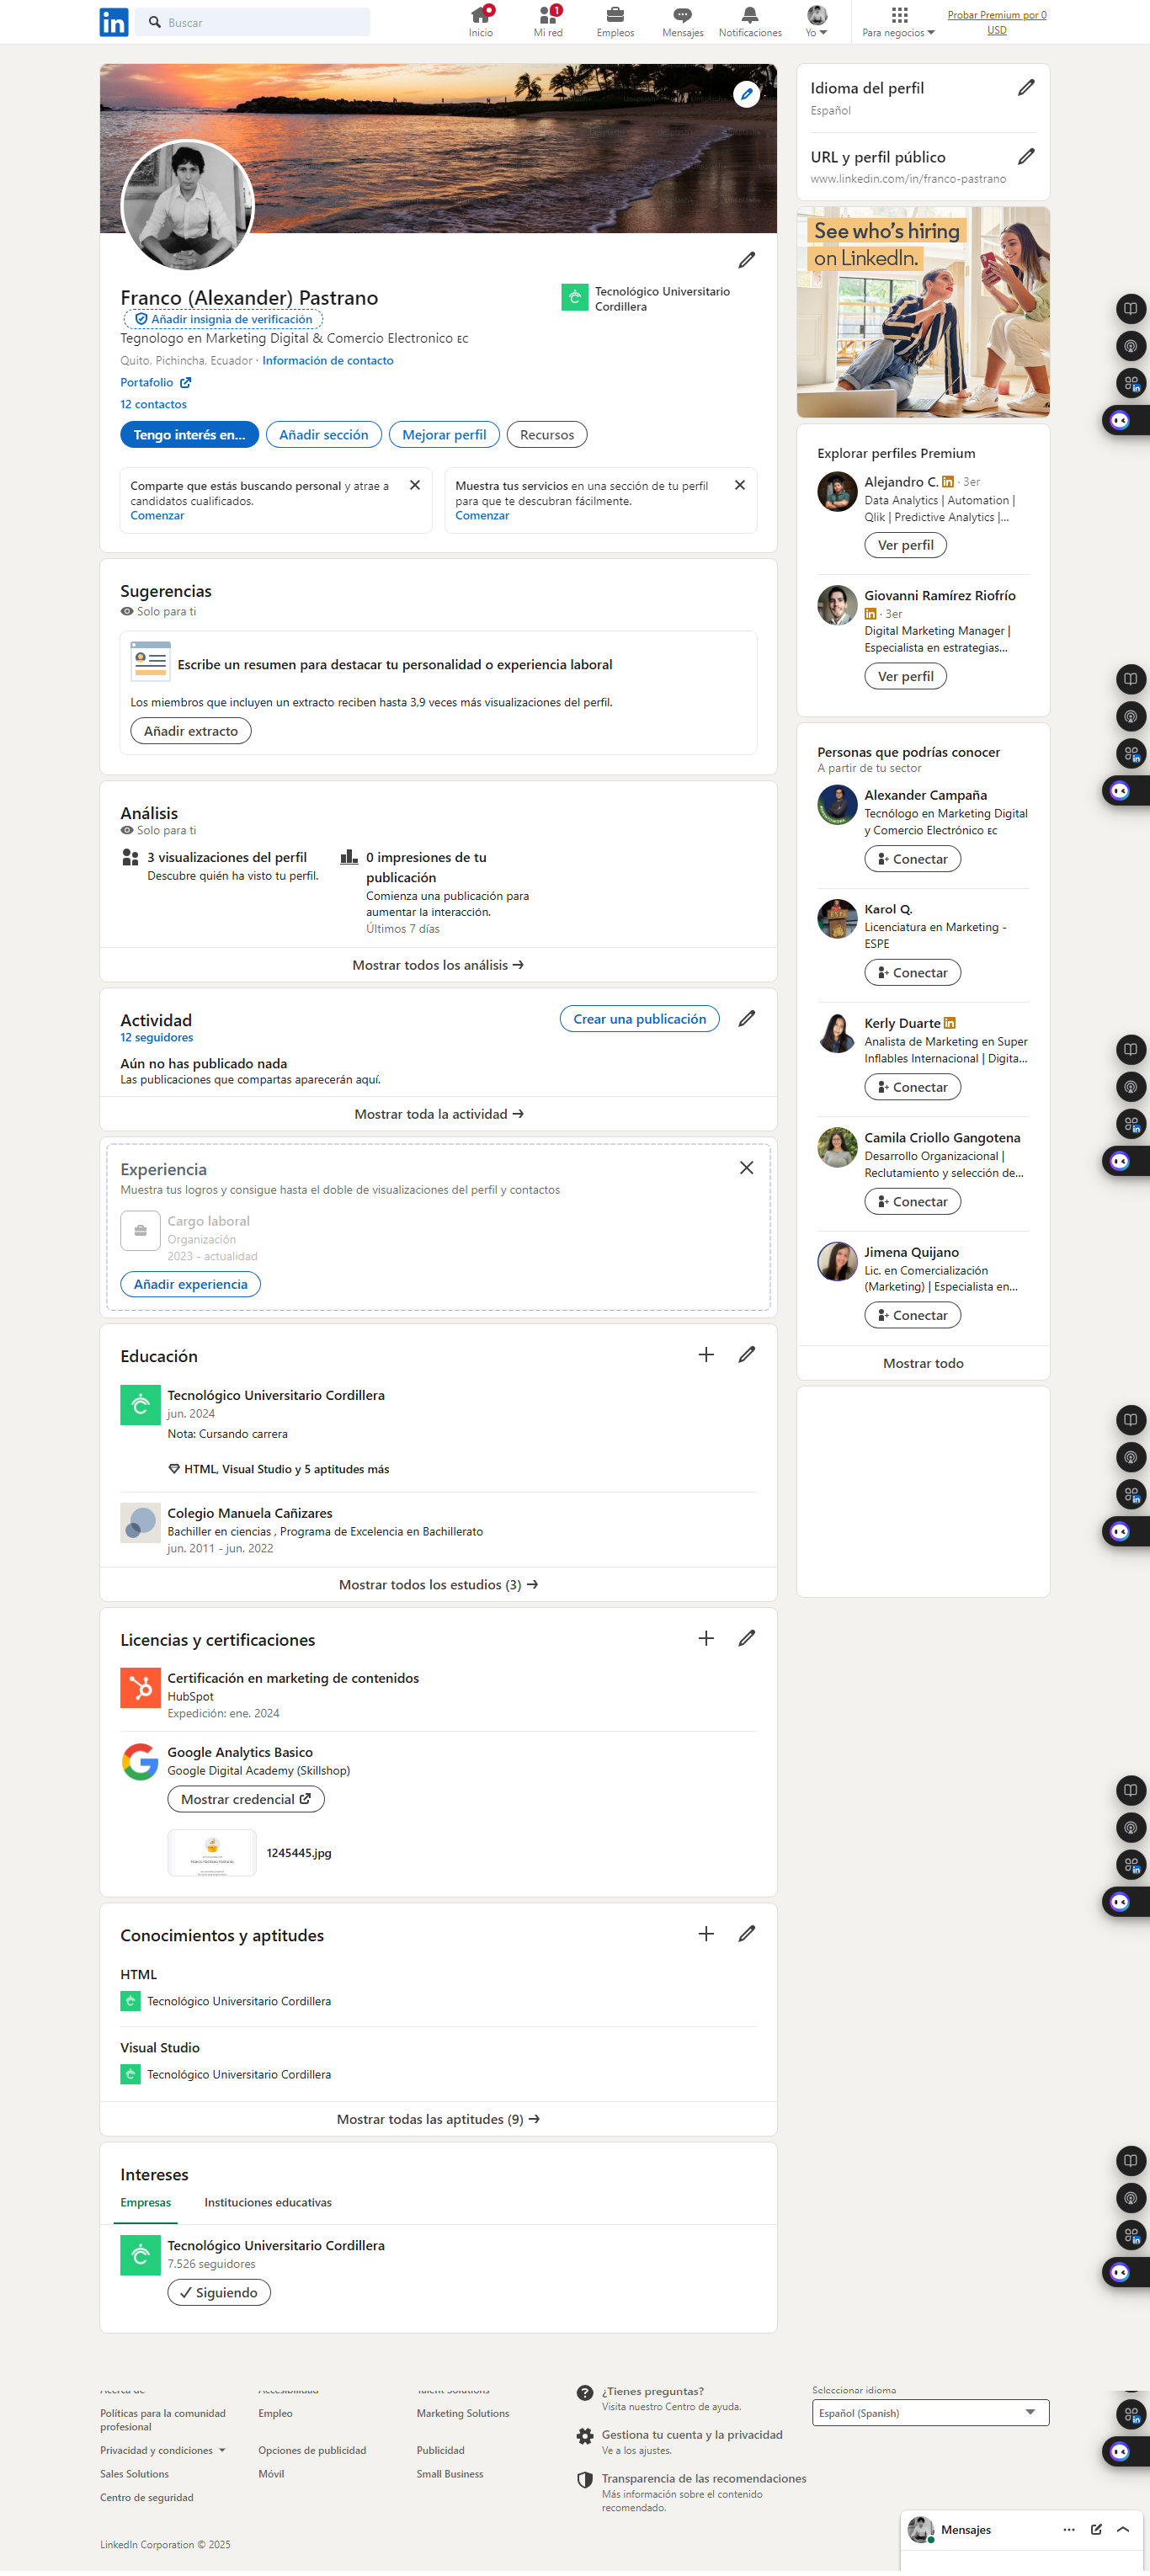 Buscar
Inicio
Mi red
1
Empleos
Mensajes
Notificaciones
Yo
Para negocios
Probar Premium por 0
USD
Franco (Alexander) Pastrano
Añadir insignia de verificación
Tegnologo en Marketing Digital & Comercio Electronico EC
Quito, Pichincha, Ecuador · Información de contacto
Portafolio
12 contactos
Tecnológico Universitario
Cordillera
Tengo interés en...
Añadir sección
Mejorar perfil
Recursos
Comparte que estás buscando personal y atrae a
candidatos cualificados.
Comenzar
Muestra tus servicios en una sección de tu perfil
para que te descubran fácilmente.
Comenzar
Sugerencias
Solo para ti
Escribe un resumen para destacar tu personalidad o experiencia laboral
Los miembros que incluyen un extracto reciben hasta 3,9 veces más visualizaciones del perfil.
Añadir extracto
Análisis
Solo para ti
3 visualizaciones del perfil
Descubre quién ha visto tu perfil.
0 impresiones de tu
publicación
Comienza una publicación para
aumentar la interacción.
Últimos 7 días
Mostrar todos los análisis
Actividad
12 seguidores
Crear una publicación
Aún no has publicado nada
Las publicaciones que compartas aparecerán aquí.
Mostrar toda la actividad
Experiencia
Muestra tus logros y consigue hasta el doble de visualizaciones del perfil y contactos
Cargo laboral
Organización
2023 - actualidad
Añadir experiencia
Educación
Tecnológico Universitario Cordillera
jun. 2024
Nota: Cursando carrera
HTML, Visual Studio y 5 aptitudes más
Colegio Manuela Cañizares
Bachiller en ciencias , Programa de Excelencia en Bachillerato
jun. 2011 - jun. 2022
Mostrar todos los estudios (3)
Licencias y certificaciones
Certificación en marketing de contenidos
HubSpot
Expedición: ene. 2024
Google Analytics Basico
Google Digital Academy (Skillshop)
Mostrar credencial
1245445.jpg
Conocimientos y aptitudes
HTML
Tecnológico Universitario Cordillera
Visual Studio
Tecnológico Universitario Cordillera
Mostrar todas las aptitudes (9)
Intereses
Empresas
Instituciones educativas
Tecnológico Universitario Cordillera
7.526 seguidores
Siguiendo
Idioma del perfil
Español
URL y perfil público
www.linkedin.com/in/franco-pastrano
See who's hiring
on LinkedIn.
Explorar perfiles Premium
Alejandro C. in · 3er
Data Analytics | Automation |
Qlik | Predictive Analytics |...
Ver perfil
Giovanni Ramírez Riofrío
in · 3er
Digital Marketing Manager |
Especialista en estrategias...
Ver perfil
Personas que podrías conocer
A partir de tu sector
Alexander Campaña
Tecnólogo en Marketing Digital
y Comercio Electrónico EC
Conectar
Karol Q.
Licenciatura en Marketing -
ESPE
Conectar
Kerly Duarte in
Analista de Marketing en Super
Inflables Internacional | Digita...
Conectar
Camila Criollo Gangotena
Desarrollo Organizacional |
Reclutamiento y selección de...
Conectar
Jimena Quijano
Lic. en Comercialización
(Marketing) | Especialista en...
Conectar
Mostrar todo
Acerca de
Accesibilidad
Talent Solutions
Políticas para la comunidad
profesional
Empleo
Marketing Solutions
Privacidad y condiciones
Opciones de publicidad
Publicidad
Sales Solutions
Móvil
Small Business
Centro de seguridad
¿Tienes preguntas?
Visita nuestro Centro de ayuda.
Gestiona tu cuenta y la privacidad
Ve a los ajustes.
Transparencia de las recomendaciones
Más información sobre el contenido
recomendado.
Seleccionar idioma
Español (Spanish)
LinkedIn Corporation © 2025
Mensajes